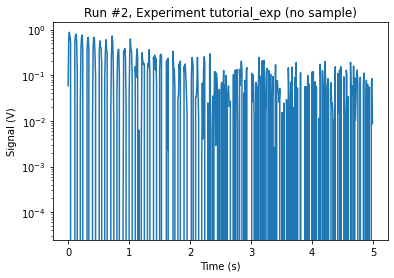 Run #2, Experiment tutorial_exp (no sample)
Signal (V)
10⁰
10⁻¹
10⁻²
10⁻³
10⁻⁴
0 1 2 3 4 5
Time (s)